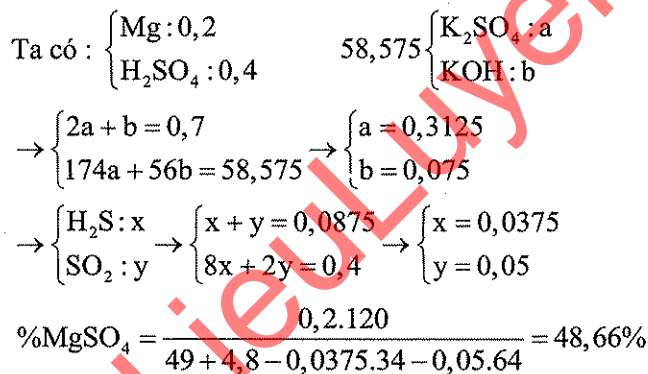 Ta có : { Mg : 0,2 58,575 { K₂SO₄ : a
H₂SO₄ : 0,4 KOH : b
→ { 2a + b = 0,7 → { a = 0,3125
174a + 56b = 58,575 b = 0,075
→ { H₂S : x → { x + y = 0,0875 → { x = 0,0375
SO₂ : y 8x + 2y = 0,4 y = 0,05
%MgSO₄ = 0,2.120 / (49 + 4,8 – 0,0375.34 – 0,05.64) = 48,66%
ieuLuye